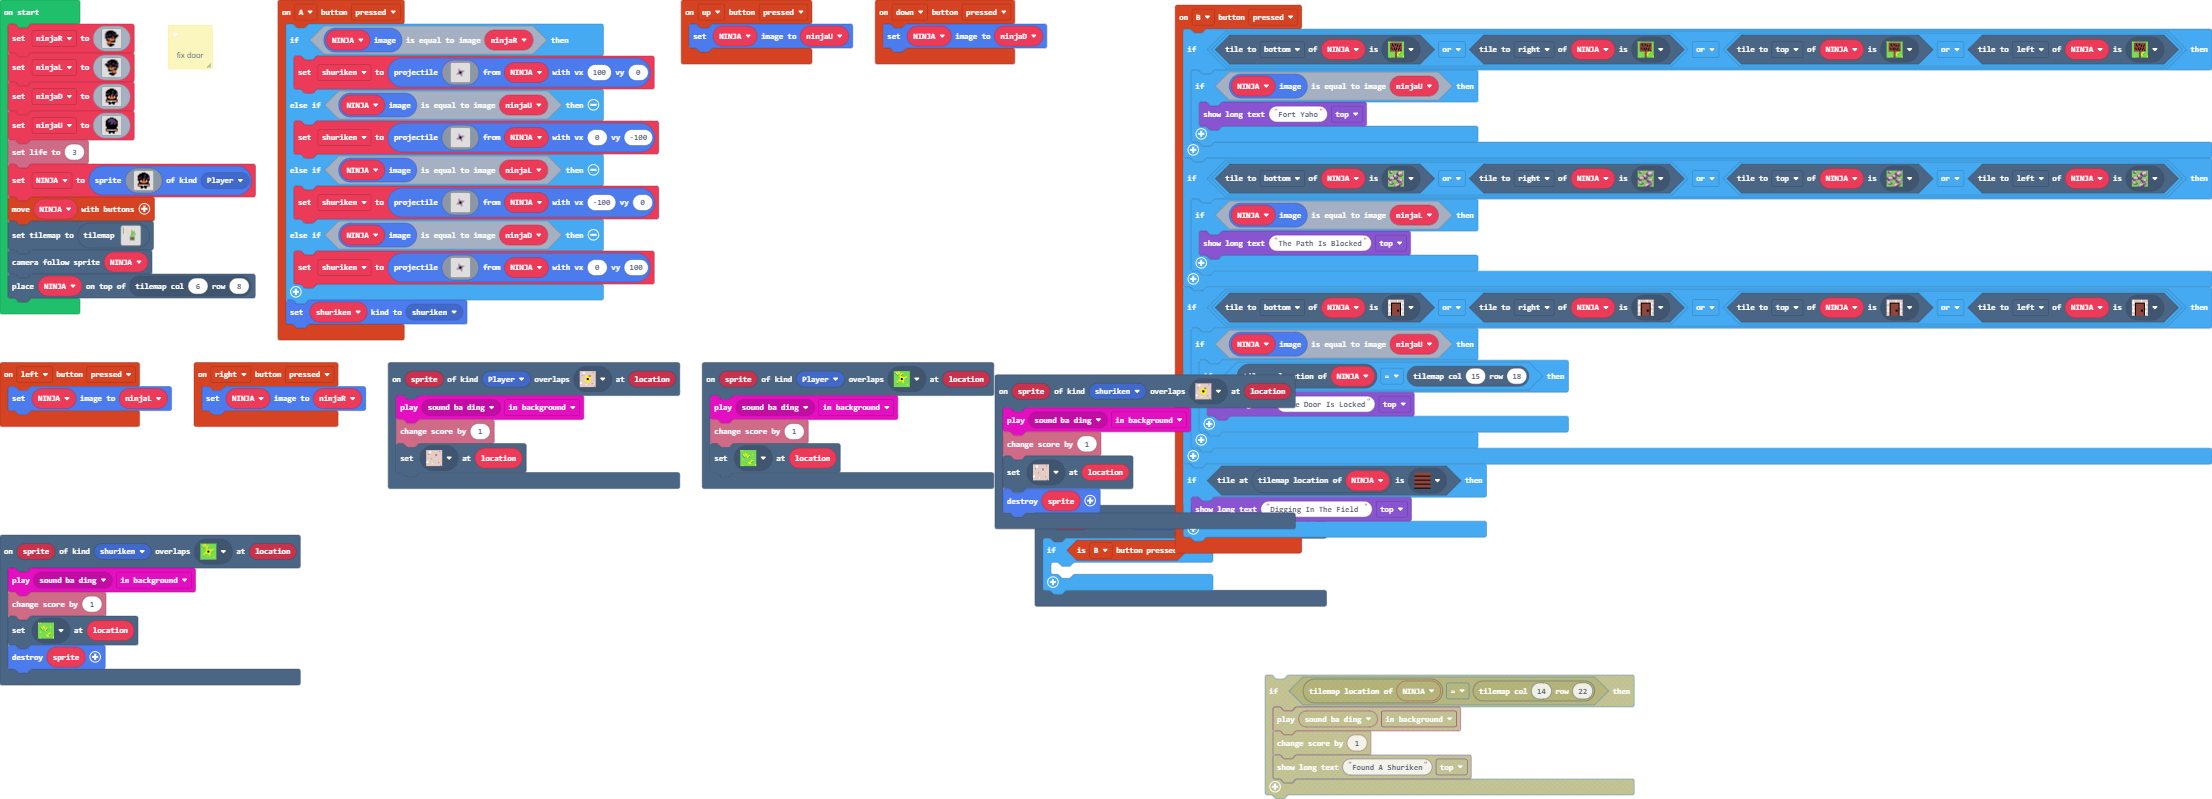 on start
set ninjaR to
set ninjaL to
set ninjaD to
set ninjaU to
set life to 3
set NINJA to sprite of kind Player
move NINJA with buttons
set tilemap to tilemap
camera follow sprite NINJA
place NINJA on top of tilemap col 6 row 8
fix door
on A button pressed
if NINJA image is equal to image ninjaR then
set shuriken to projectile from NINJA with vx 100 vy 0
else if NINJA image is equal to image ninjaU then
set shuriken to projectile from NINJA with vx 0 vy -100
else if NINJA image is equal to image ninjaL then
set shuriken to projectile from NINJA with vx -100 vy 0
else if NINJA image is equal to image ninjaD then
set shuriken to projectile from NINJA with vx 0 vy 100
set shuriken kind to shuriken
on up button pressed
set NINJA image to ninjaU
on down button pressed
set NINJA image to ninjaD
on B button pressed
if tile to bottom of NINJA is or tile to right of NINJA is or tile to top of NINJA is or tile to left of NINJA is then
if NINJA image is equal to image ninjaU then
show long text "Fort Yaho" top
if tile to bottom of NINJA is or tile to right of NINJA is or tile to top of NINJA is or tile to left of NINJA is then
if NINJA image is equal to image ninjaL then
show long text "The Path Is Blocked" top
if tile to bottom of NINJA is or tile to right of NINJA is or tile to top of NINJA is or tile to left of NINJA is then
if NINJA image is equal to image ninjaU then
of NINJA = tilemap col 15 row 18 then
Door Is Locked" top
if tile at tilemap location of NINJA is then
show long text "Digging In The Field" top
on left button pressed
set NINJA image to ninjaL
on right button pressed
set NINJA image to ninjaR
on sprite of kind Player overlaps at location
play sound ba ding in background
change score by 1
set at location
on sprite of kind Player overlaps at location
play sound ba ding in background
change score by 1
set at location
on sprite of kind shuriken overlaps at location
play sound ba ding in background
change score by 1
set at location
destroy sprite
if is B button pressed
on sprite of kind shuriken overlaps at location
play sound ba ding in background
change score by 1
set at location
destroy sprite
if tilemap location of NINJA = tilemap col 14 row 22 then
play sound ba ding in background
change score by 1
show long text "Found A Shuriken" top